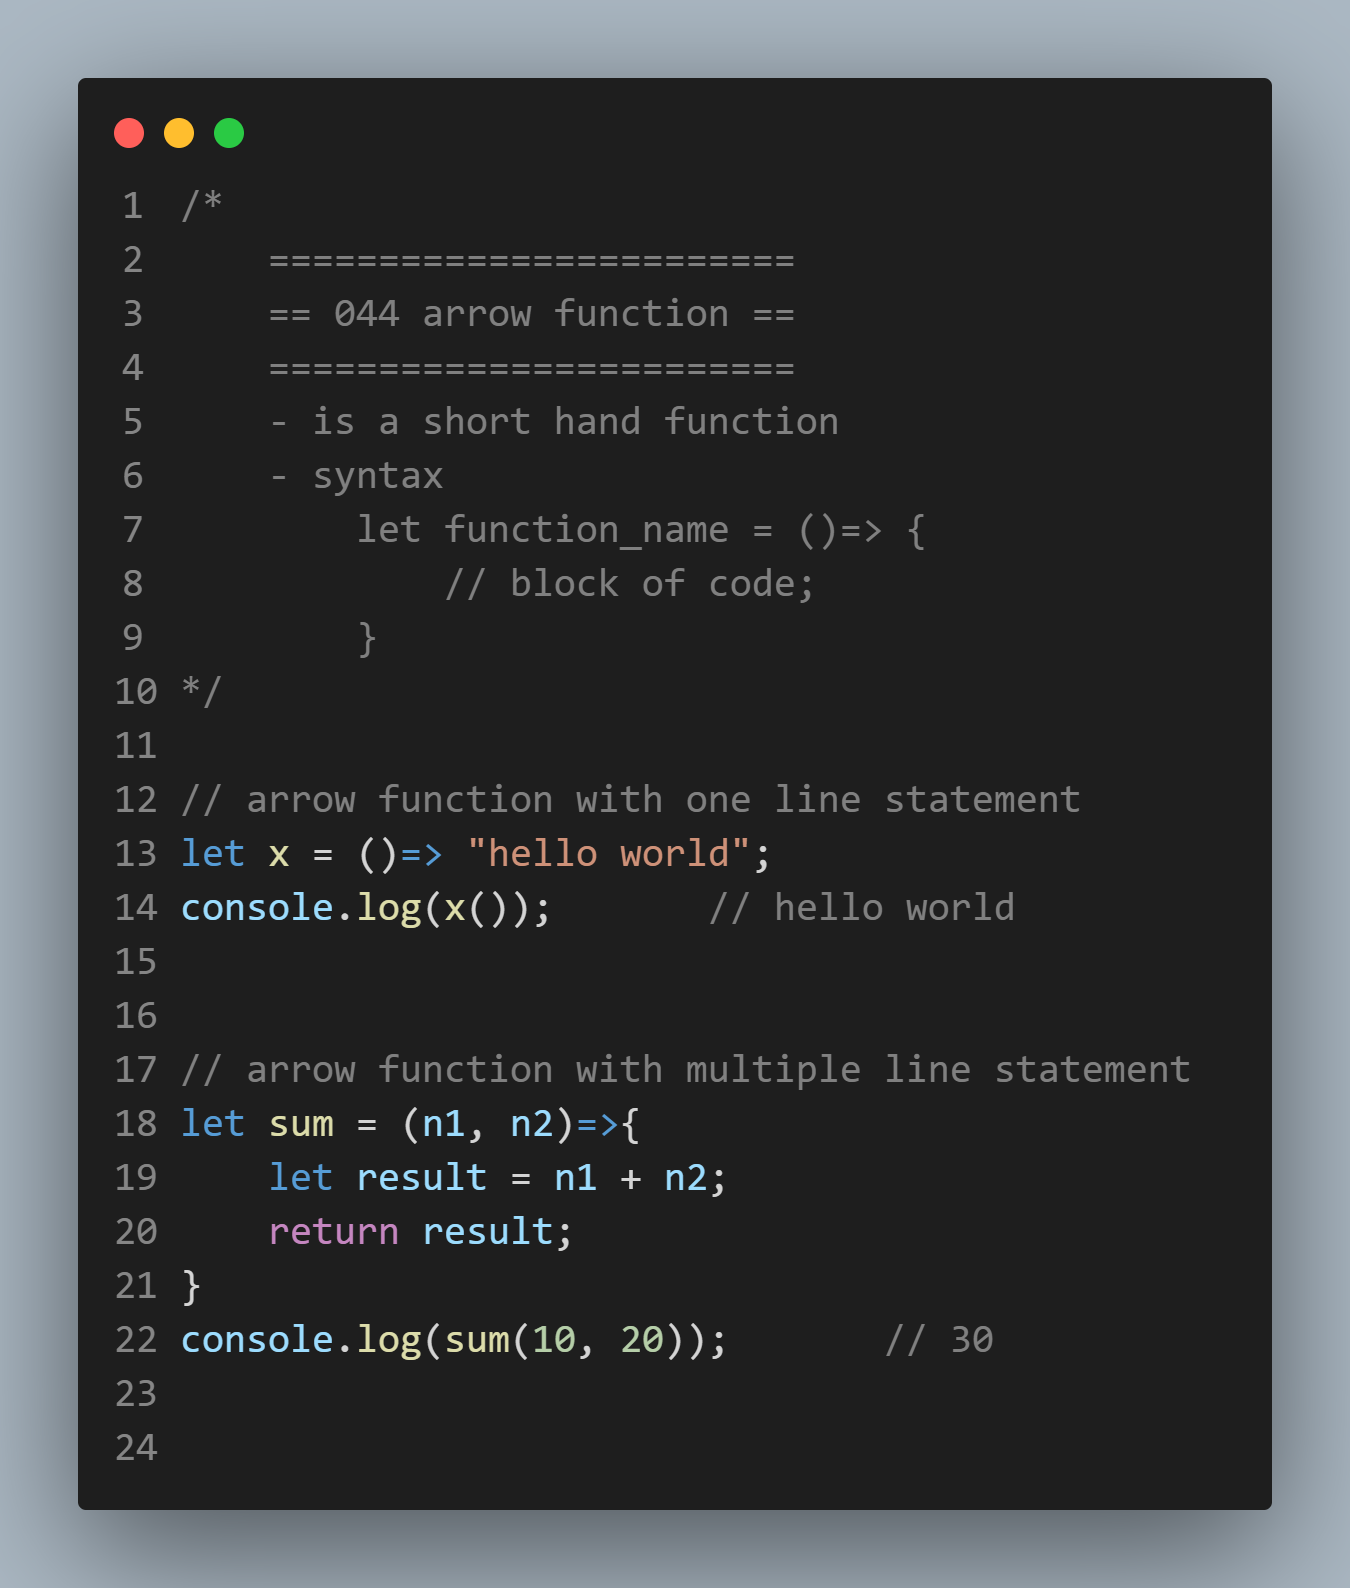 1 /*
2     ========================
3     == 044 arrow function ==
4     ========================
5     - is a short hand function
6     - syntax
7         let function_name = ()=> {
8             // block of code;
9         }
10 */
11
12 // arrow function with one line statement
13 let x = ()=> "hello world";
14 console.log(x());       // hello world
15
16
17 // arrow function with multiple line statement
18 let sum = (n1, n2)=>{
19     let result = n1 + n2;
20     return result;
21 }
22 console.log(sum(10, 20));       // 30
23
24